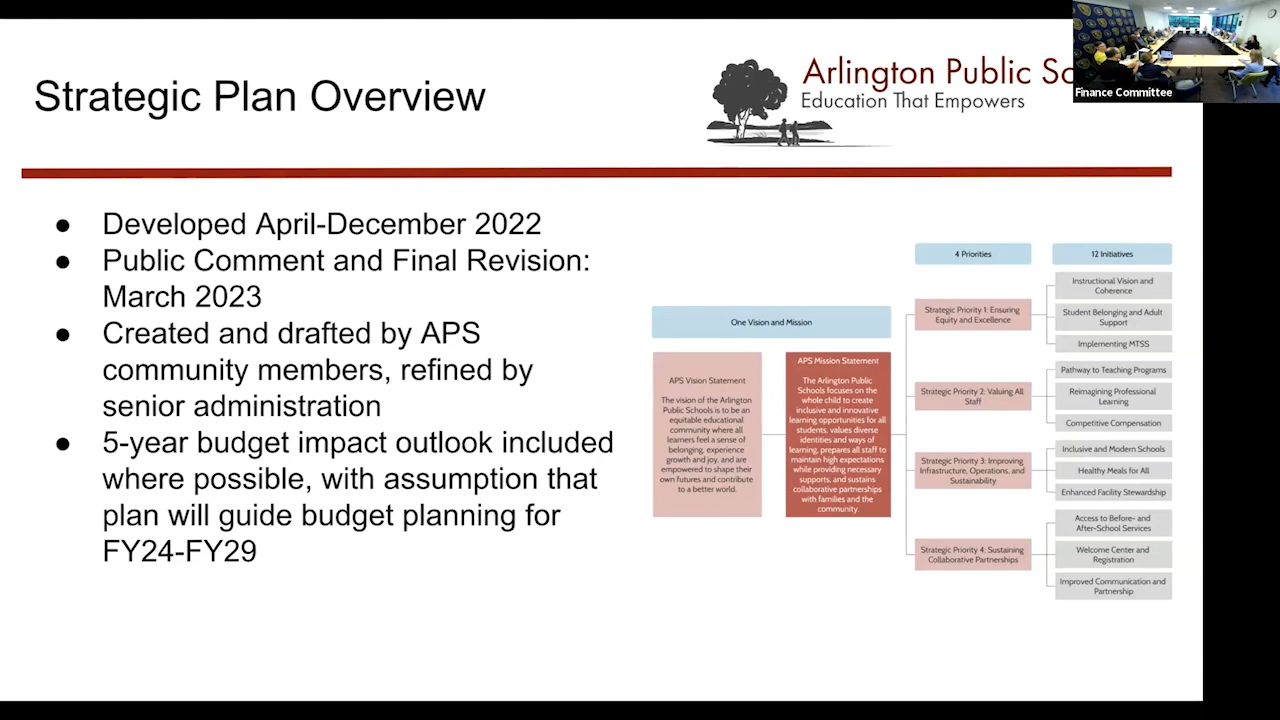 Strategic Plan Overview
Arlington Public
Education That Empowers
Finance Committee
● Developed April-December 2022
● Public Comment and Final Revision:
March 2023
● Created and drafted by APS
community members, refined by
senior administration
● 5-year budget impact outlook included
where possible, with assumption that
plan will guide budget planning for
FY24-FY29
One Vision and Mission
APS Vision Statement
The vision of the Arlington
Public Schools is to be an
equitable educational
community where all
learners feel a sense of
belonging, experience
growth and joy, and are
empowered to shape their
own futures and contribute
to a better world.
APS Mission Statement
The Arlington Public
Schools focuses on the
whole child to create
inclusive and innovative
learning opportunities for all
students, values diverse
identities and ways of
learning, prepares all staff to
maintain high expectations
while providing necessary
supports, and sustains
collaborative partnerships
with families and the
community.
4 Priorities
Strategic Priority 1: Ensuring
Equity and Excellence
Strategic Priority 2: Valuing All
Staff
Strategic Priority 3: Improving
Infrastructure, Operations, and
Sustainability
Strategic Priority 4: Sustaining
Collaborative Partnerships
12 Initiatives
Instructional Vision and
Coherence
Student Belonging and Adult
Support
Implementing MTSS
Pathway to Teaching Programs
Reimagining Professional
Learning
Competitive Compensation
Inclusive and Modern Schools
Healthy Meals for All
Enhanced Facility Stewardship
Access to Before- and
After-School Services
Welcome Center and
Registration
Improved Communication and
Partnership